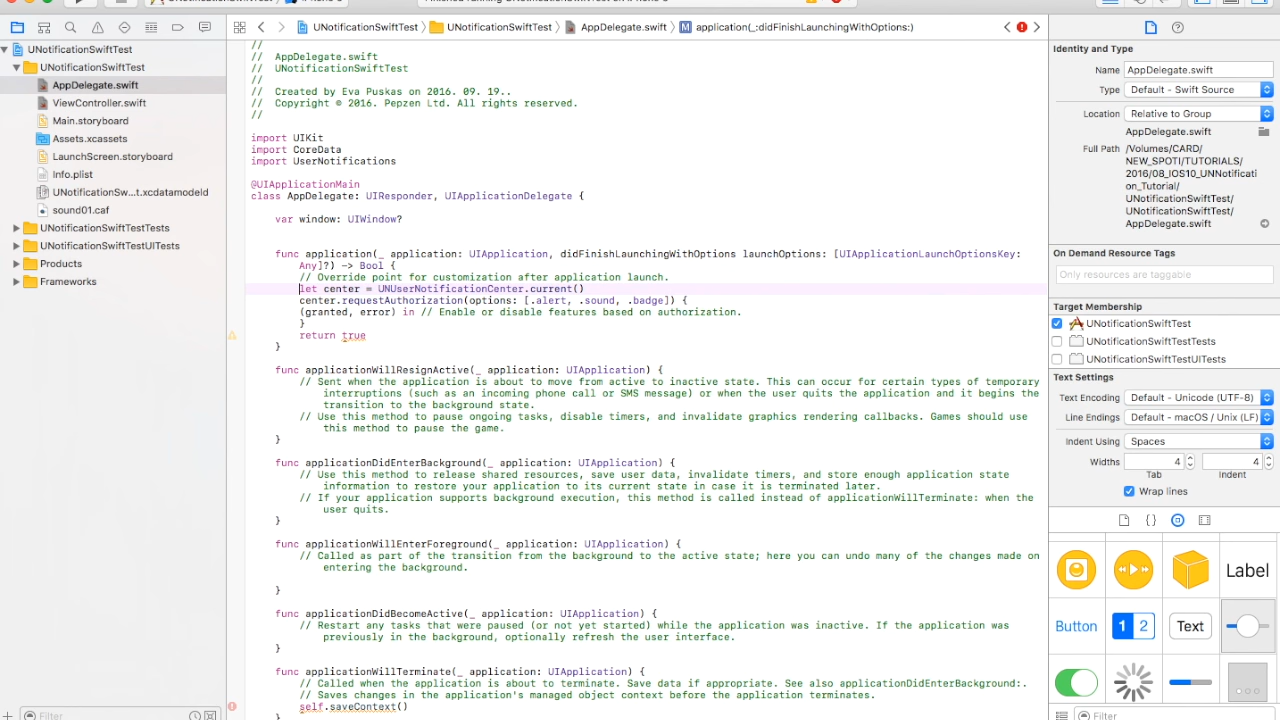 UNotificationSwiftTest
UNotificationSwiftTest
AppDelegate.swift
ViewController.swift
Main.storyboard
Assets.xcassets
LaunchScreen.storyboard
Info.plist
UNotificationSw...t.xcdatamodeld
sound01.caf
UNotificationSwiftTestTests
UNotificationSwiftTestUITests
Products
Frameworks
Filter
UNotificationSwiftTest
UNotificationSwiftTest
AppDelegate.swift
M application(_:didFinishLaunchingWithOptions:)
//
// AppDelegate.swift
// UNotificationSwiftTest
//
// Created by Eva Puskas on 2016. 09. 19..
// Copyright © 2016. Pepzen Ltd. All rights reserved.
//
import UIKit
import CoreData
import UserNotifications
@UIApplicationMain
class AppDelegate: UIResponder, UIApplicationDelegate {
var window: UIWindow?
func application(_ application: UIApplication, didFinishLaunchingWithOptions launchOptions: [UIApplicationLaunchOptionsKey:
Any]?) -> Bool {
// Override point for customization after application launch.
let center = UNUserNotificationCenter.current()
center.requestAuthorization(options: [.alert, .sound, .badge]) {
(granted, error) in // Enable or disable features based on authorization.
}
return true
}
func applicationWillResignActive(_ application: UIApplication) {
// Sent when the application is about to move from active to inactive state. This can occur for certain types of temporary
interruptions (such as an incoming phone call or SMS message) or when the user quits the application and it begins the
transition to the background state.
// Use this method to pause ongoing tasks, disable timers, and invalidate graphics rendering callbacks. Games should use
this method to pause the game.
}
func applicationDidEnterBackground(_ application: UIApplication) {
// Use this method to release shared resources, save user data, invalidate timers, and store enough application state
information to restore your application to its current state in case it is terminated later.
// If your application supports background execution, this method is called instead of applicationWillTerminate: when the
user quits.
}
func applicationWillEnterForeground(_ application: UIApplication) {
// Called as part of the transition from the background to the active state; here you can undo many of the changes made on
entering the background.
}
func applicationDidBecomeActive(_ application: UIApplication) {
// Restart any tasks that were paused (or not yet started) while the application was inactive. If the application was
previously in the background, optionally refresh the user interface.
}
func applicationWillTerminate(_ application: UIApplication) {
// Called when the application is about to terminate. Save data if appropriate. See also applicationDidEnterBackground:.
// Saves changes in the application's managed object context before the application terminates.
self.saveContext()
}
Identity and Type
Name AppDelegate.swift
Type Default - Swift Source
Location Relative to Group
AppDelegate.swift
Full Path /Volumes/CARD/
NEW_SPOTI/TUTORIALS/
2016/08_IOS10_UNNotificati
on_Tutorial/
UNotificationSwiftTest/
UNotificationSwiftTest/
AppDelegate.swift
On Demand Resource Tags
Only resources are taggable
Target Membership
UNotificationSwiftTest
UNotificationSwiftTestTests
UNotificationSwiftTestUITests
Text Settings
Text Encoding Default - Unicode (UTF-8)
Line Endings Default - macOS / Unix (LF)
Indent Using Spaces
Widths 4 4
Tab Indent
Wrap lines
Label
Button 1 2 Text
Filter